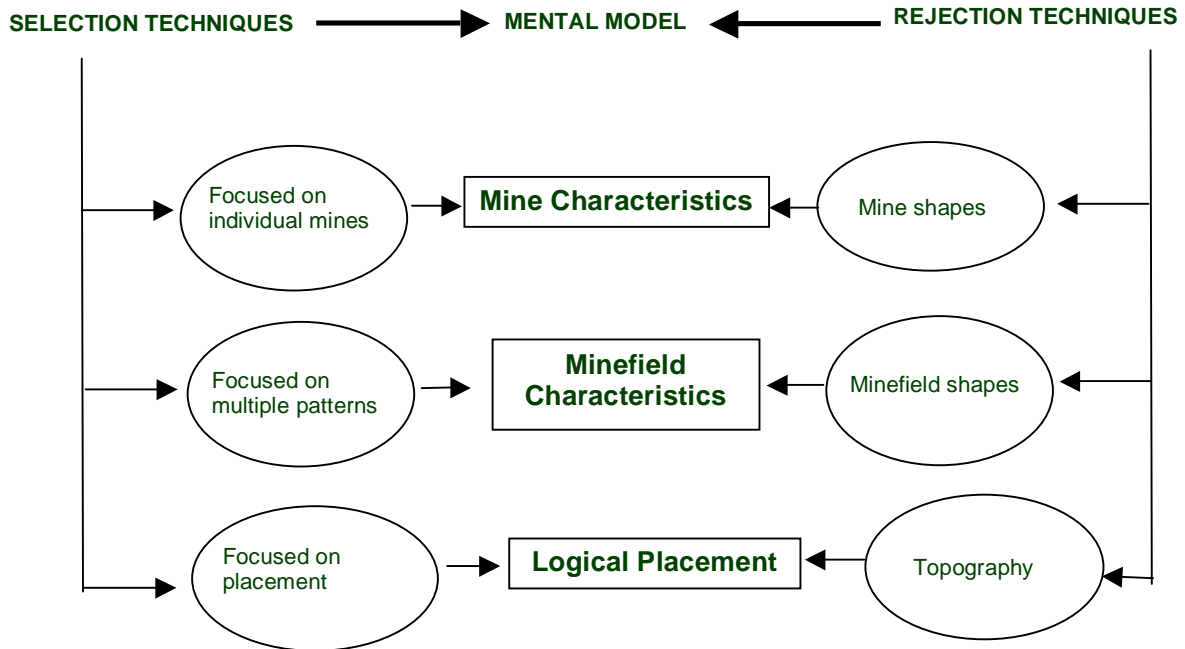 SELECTION TECHNIQUES
MENTAL MODEL
REJECTION TECHNIQUES
Focused on
individual mines
Mine Characteristics
Mine shapes
Focused on
multiple patterns
Minefield
Characteristics
Minefield shapes
Focused on
placement
Logical Placement
Topography